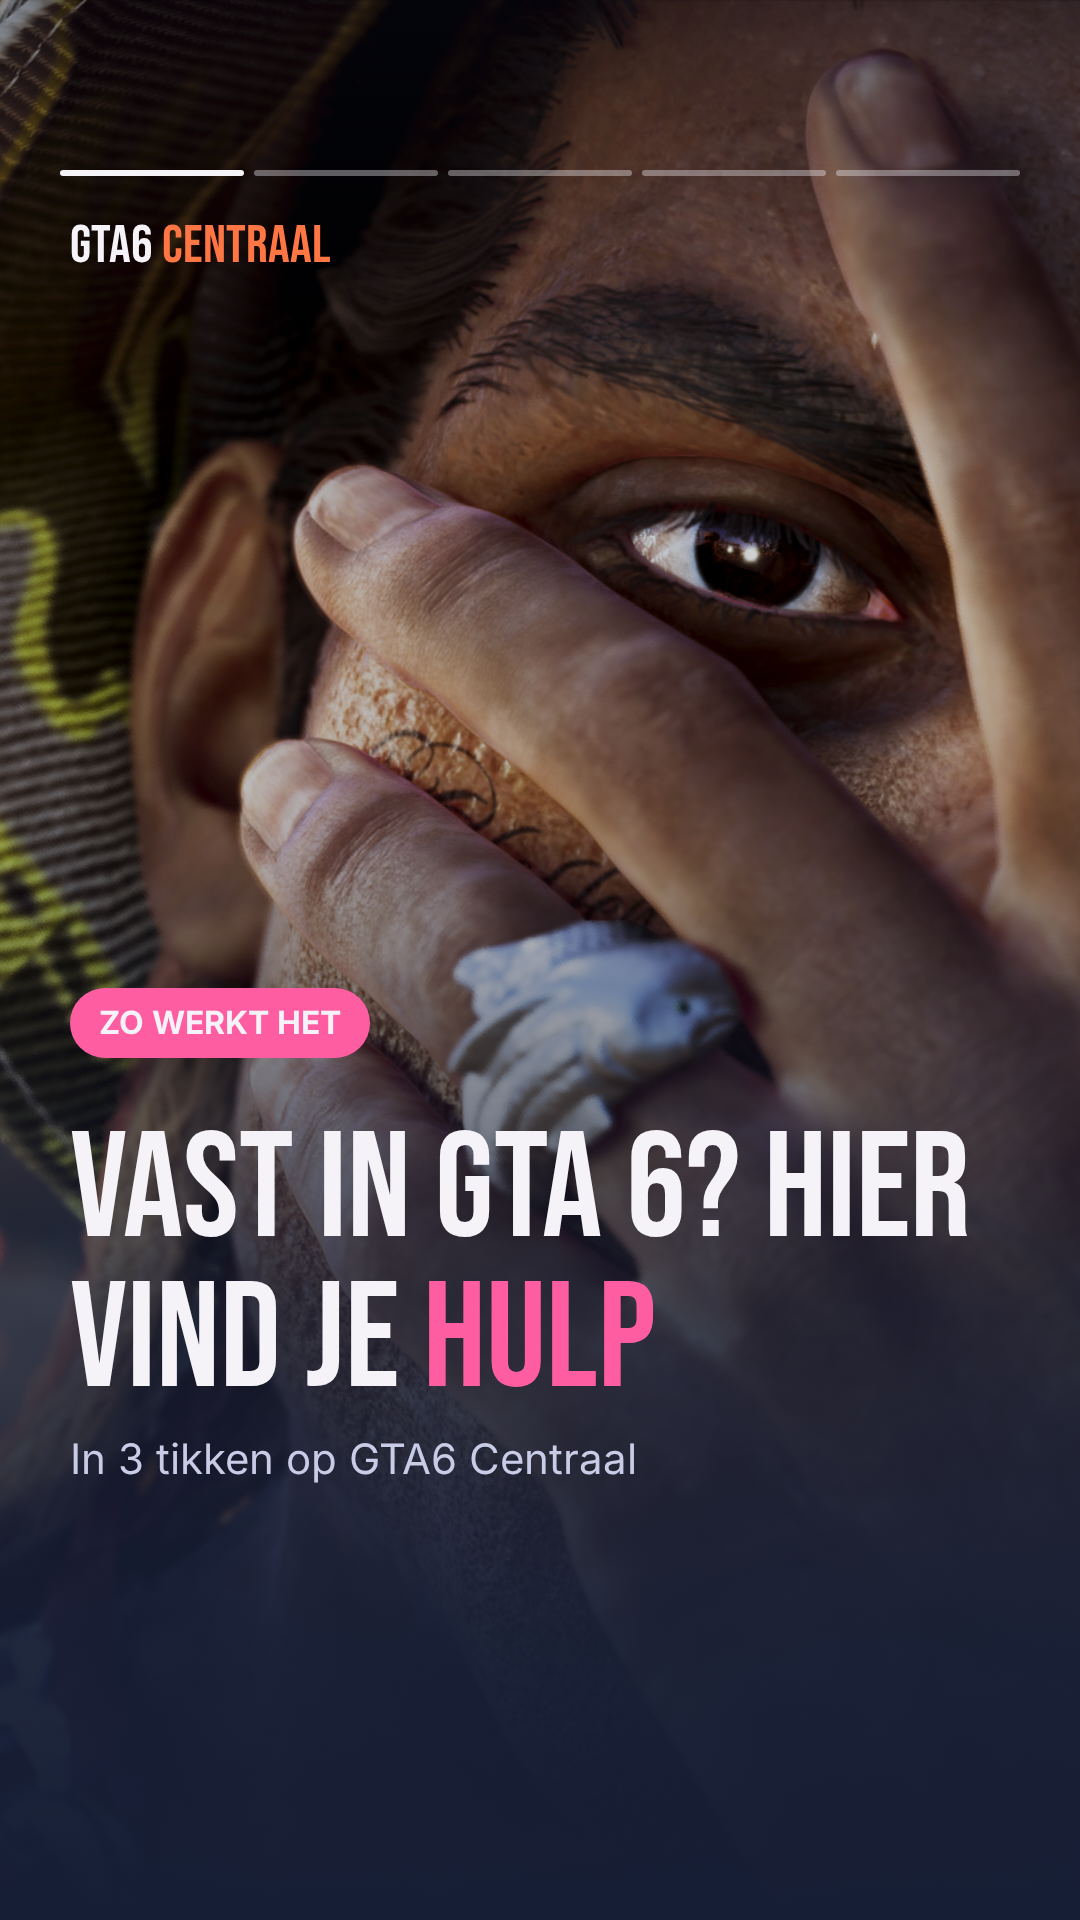 GTA6 CENTRAAL
ZO WERKT HET
VAST IN GTA 6? HIER
VIND JE HULP
In 3 tikken op GTA6 Centraal